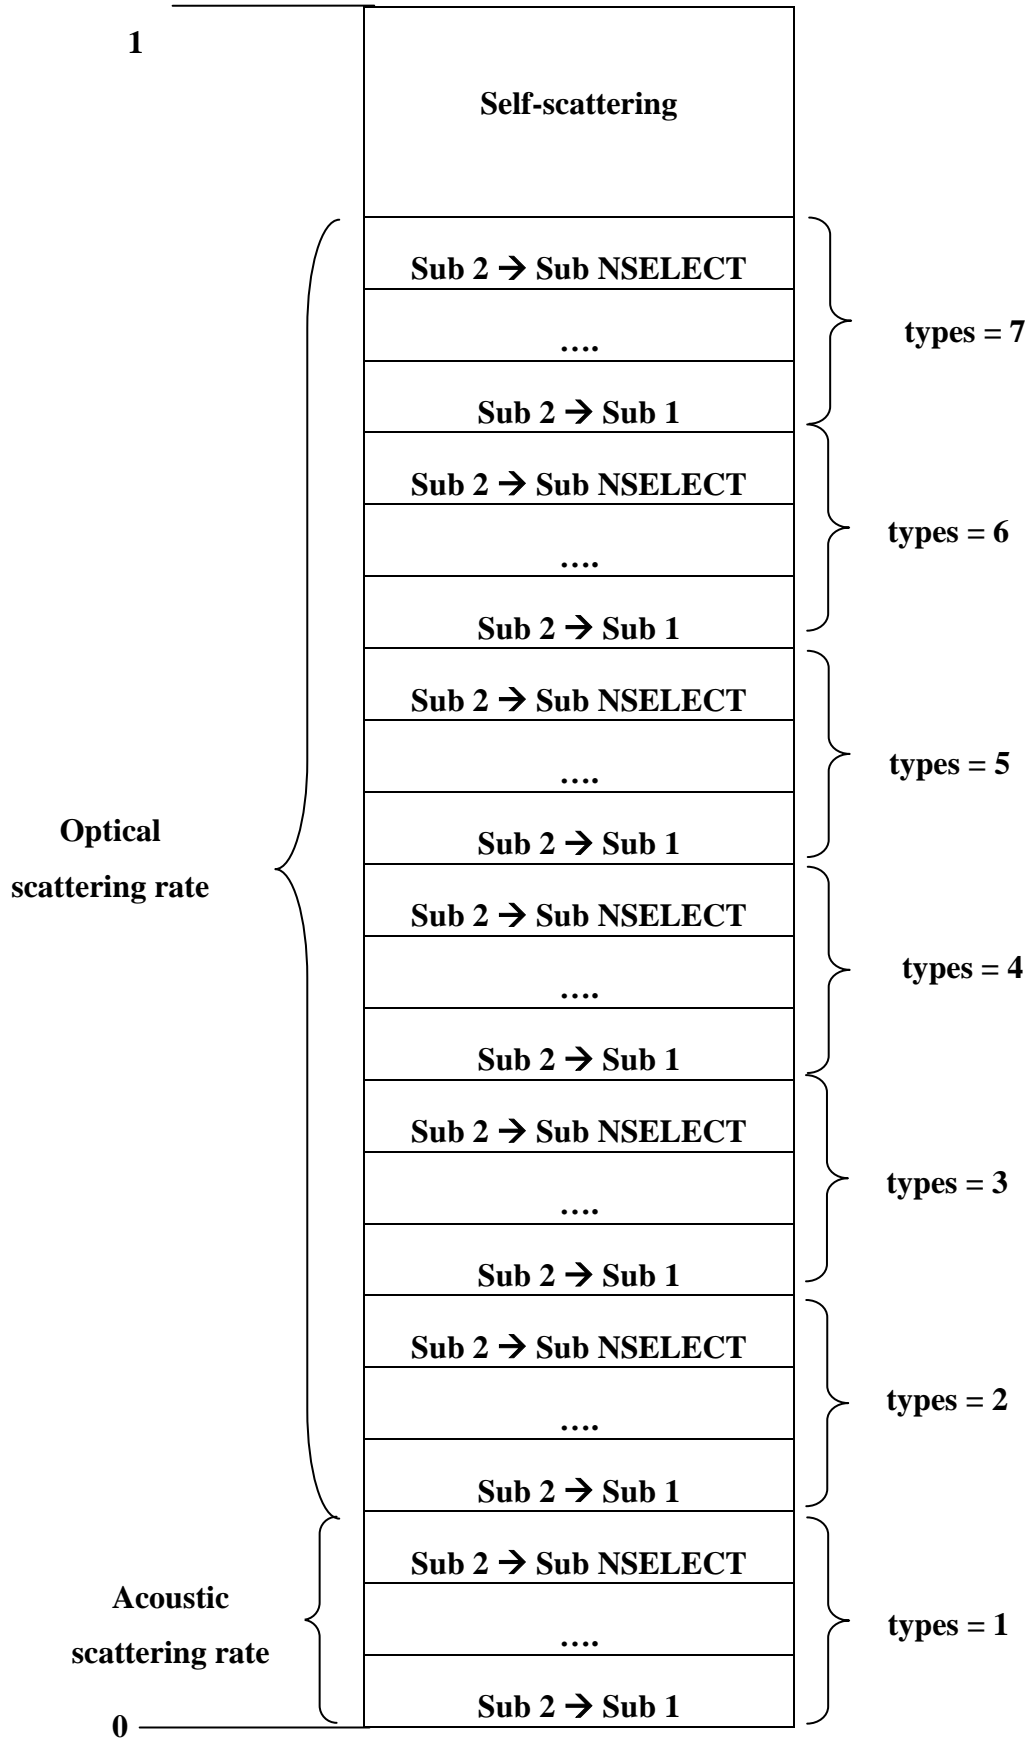 1
Self-scattering
Sub 2 → Sub NSELECT
....
types = 7
Sub 2 → Sub 1
Sub 2 → Sub NSELECT
types = 6
....
Sub 2 → Sub 1
Sub 2 → Sub NSELECT
types = 5
....
Optical
scattering rate
Sub 2 → Sub 1
Sub 2 → Sub NSELECT
types = 4
....
Sub 2 → Sub 1
Sub 2 → Sub NSELECT
types = 3
....
Sub 2 → Sub 1
Sub 2 → Sub NSELECT
types = 2
....
Sub 2 → Sub 1
Sub 2 → Sub NSELECT
Acoustic
scattering rate
types = 1
....
Sub 2 → Sub 1
0